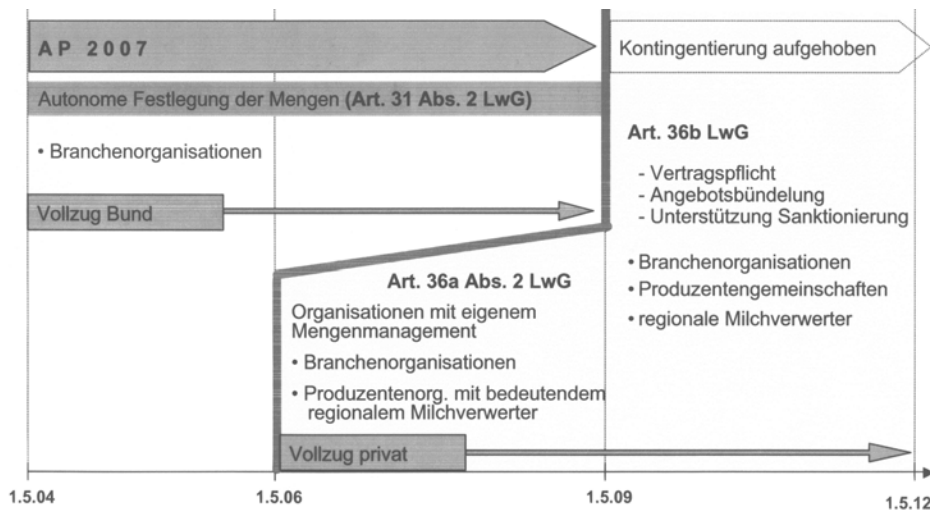 AP 2007
Kontingentierung aufgehoben
Autonome Festlegung der Mengen (Art. 31 Abs. 2 LwG)
• Branchenorganisationen
Vollzug Bund
Art. 36b LwG
- Vertragspflicht
- Angebotsbündelung
- Unterstützung Sanktionierung
• Branchenorganisationen
• Produzentengemeinschaften
• regionale Milchverwerter
Art. 36a Abs. 2 LwG
Organisationen mit eigenem
Mengenmanagement
• Branchenorganisationen
• Produzentenorg. mit bedeutendem
regionalem Milchverwerter
Vollzug privat
1.5.04
1.5.06
1.5.09
1.5.12